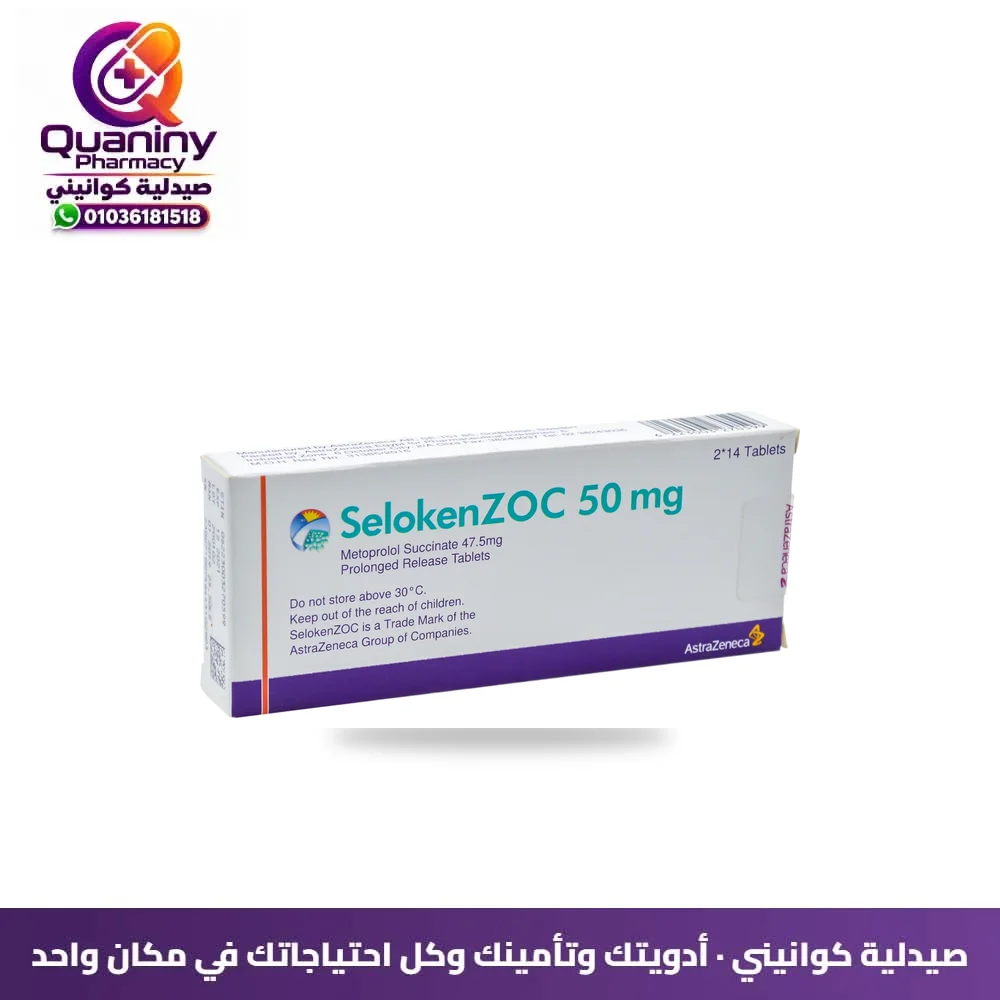 Quaniny
Pharmacy
صيدلية كوانيني
01036181518
2*14 Tablets
SelokenZOC 50 mg
Metoprolol Succinate 47.5mg
Prolonged Release Tablets
Do not store above 30°C.
Keep out of the reach of children.
SelokenZOC is a Trade Mark of the
AstraZeneca Group of Companies.
AstraZeneca
AstraZeneca
صيدلية كوانيني · أدويتك وتأمينك وكل احتياجاتك في مكان واحد